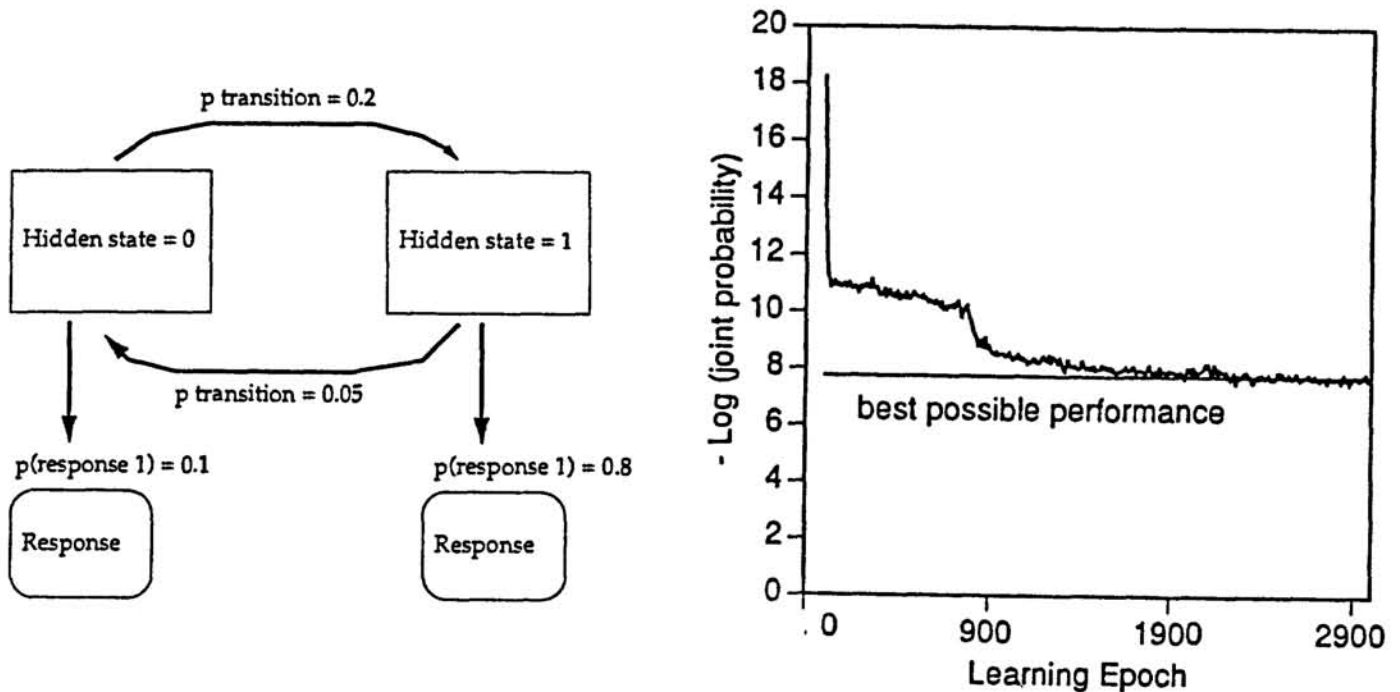 p transition = 0.2
Hidden state = 0
Hidden state = 1
p transition = 0.05
p(response 1) = 0.1
p(response 1) = 0.8
Response
Response
20
18
16
14
12
10
8
6
4
2
0
- Log (joint probability)
best possible performance
. 0
900
1900
2900
Learning Epoch